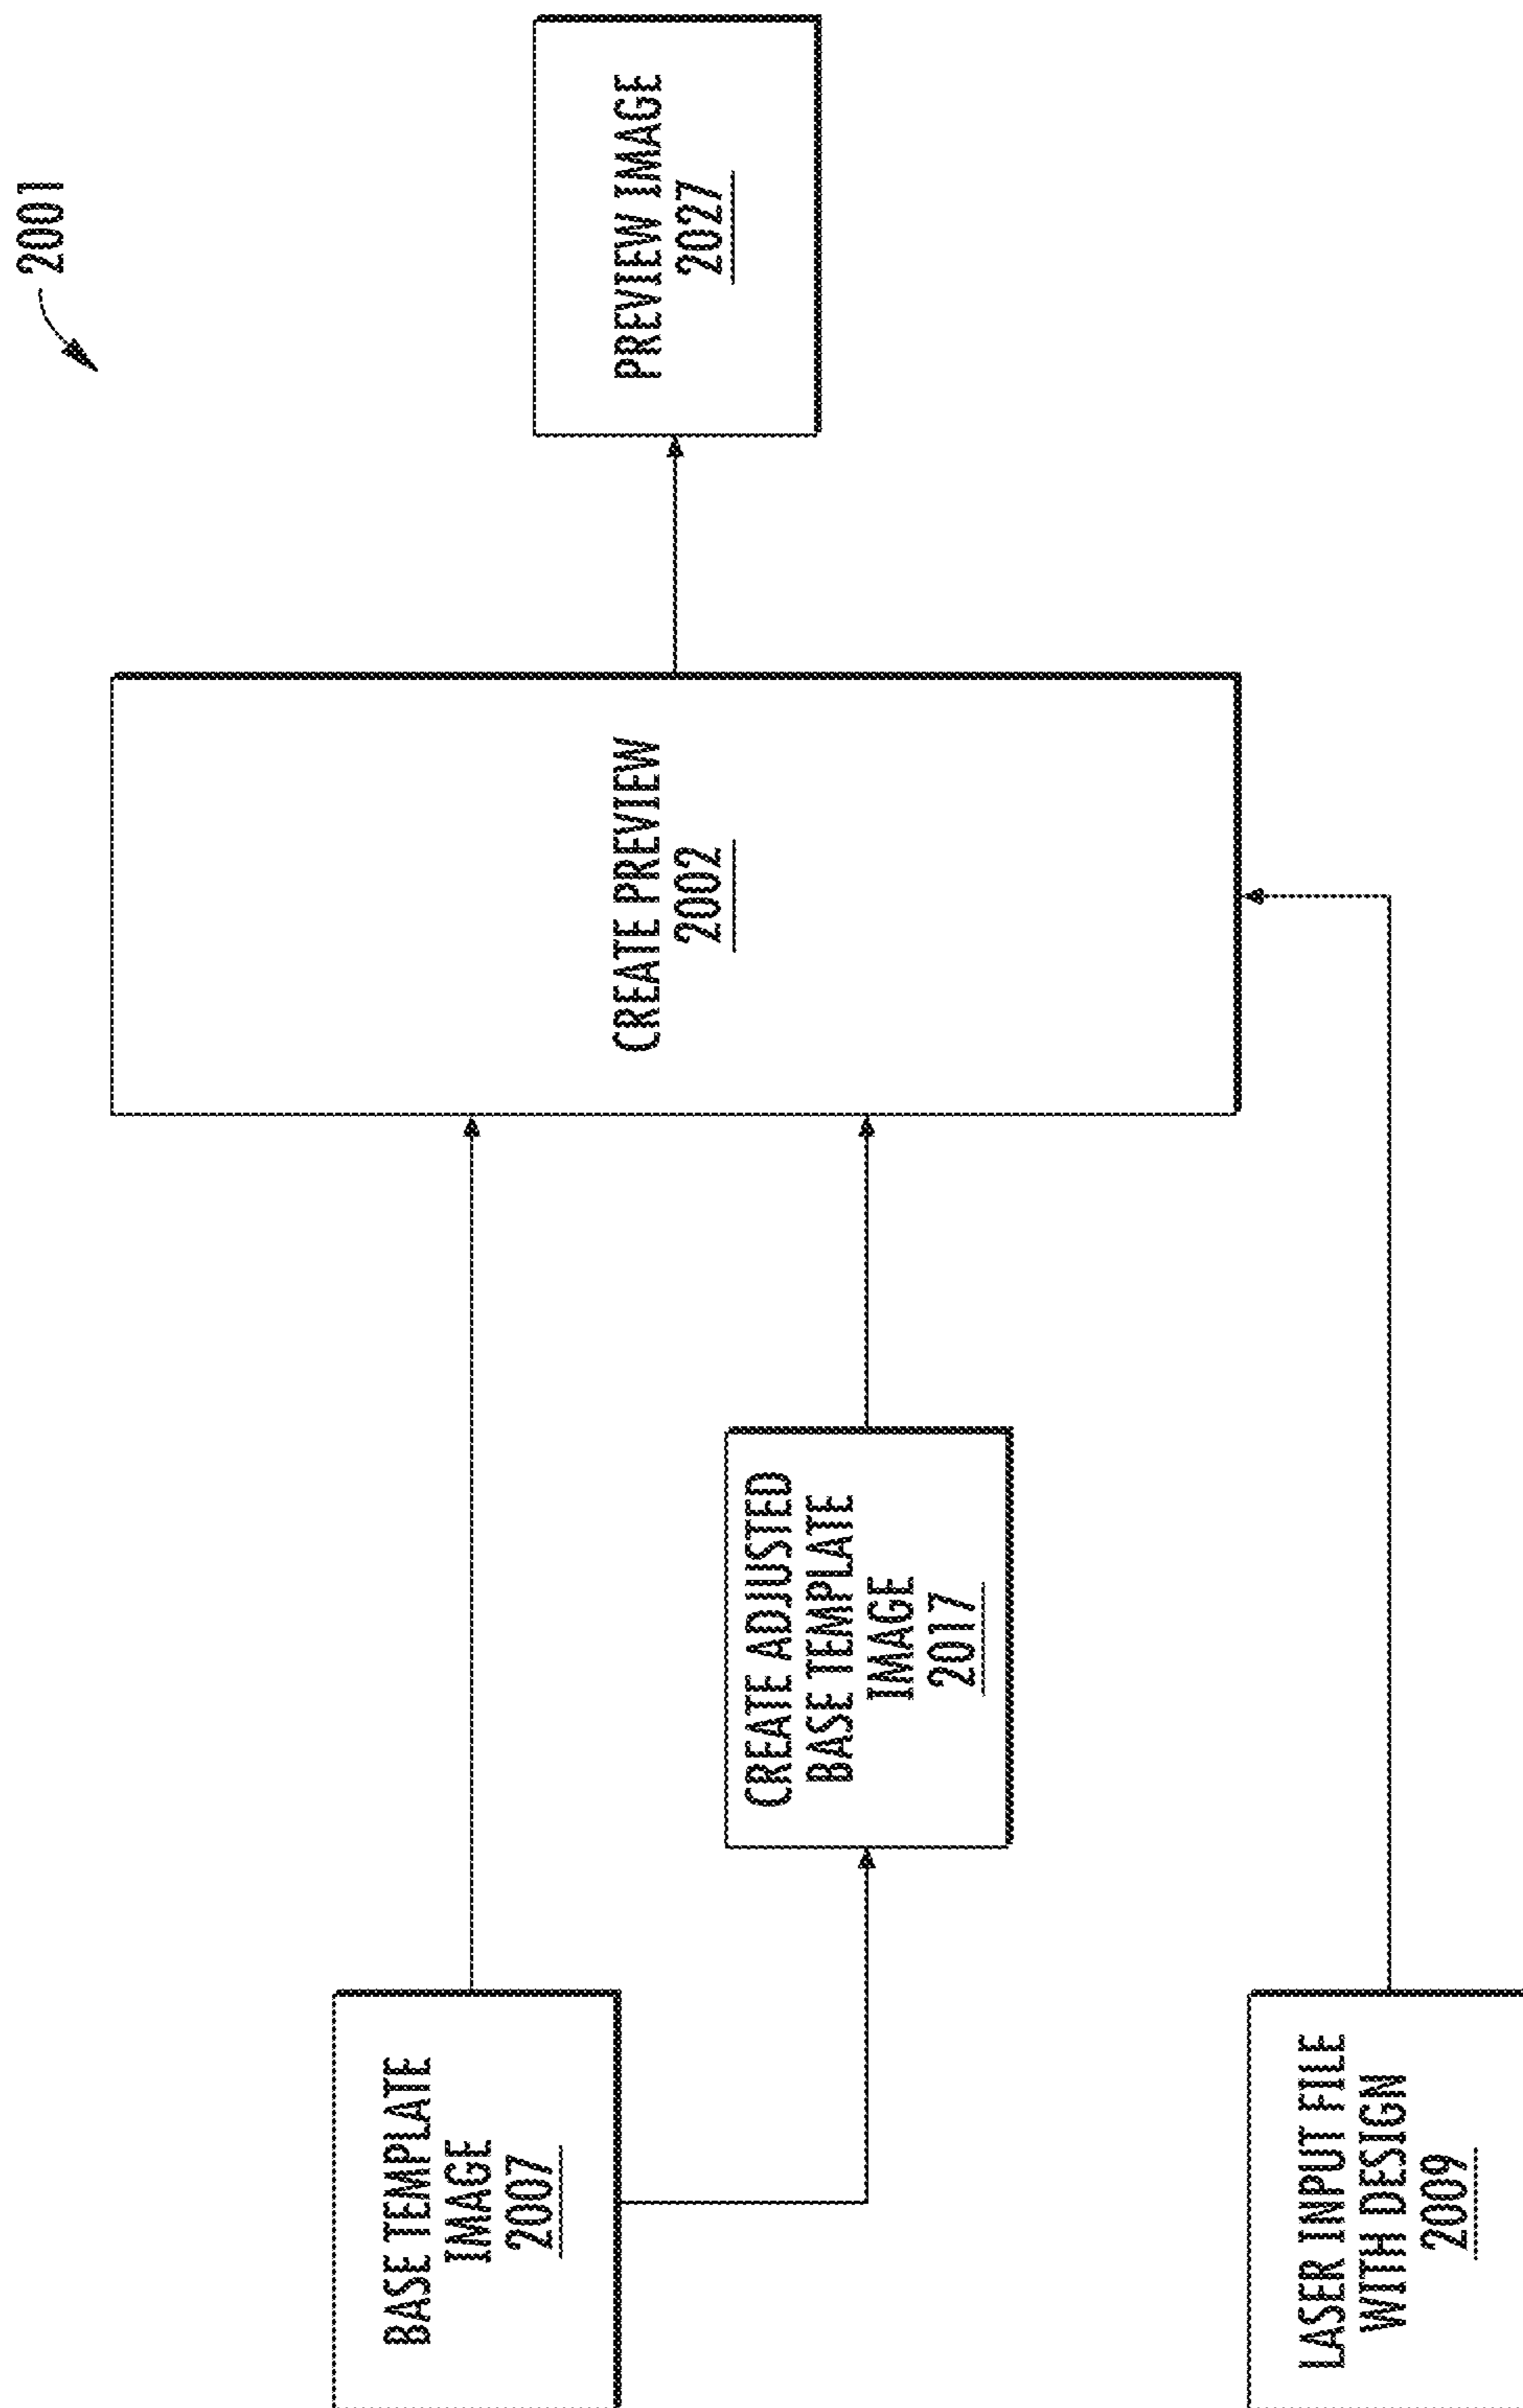 2001
BASE TEMPLATE
IMAGE
2007
CREATE ADJUSTED
BASE TEMPLATE
IMAGE
2017
LASER INPUT FILE
WITH DESIGN
2009
CREATE PREVIEW
2002
PREVIEW IMAGE
2027